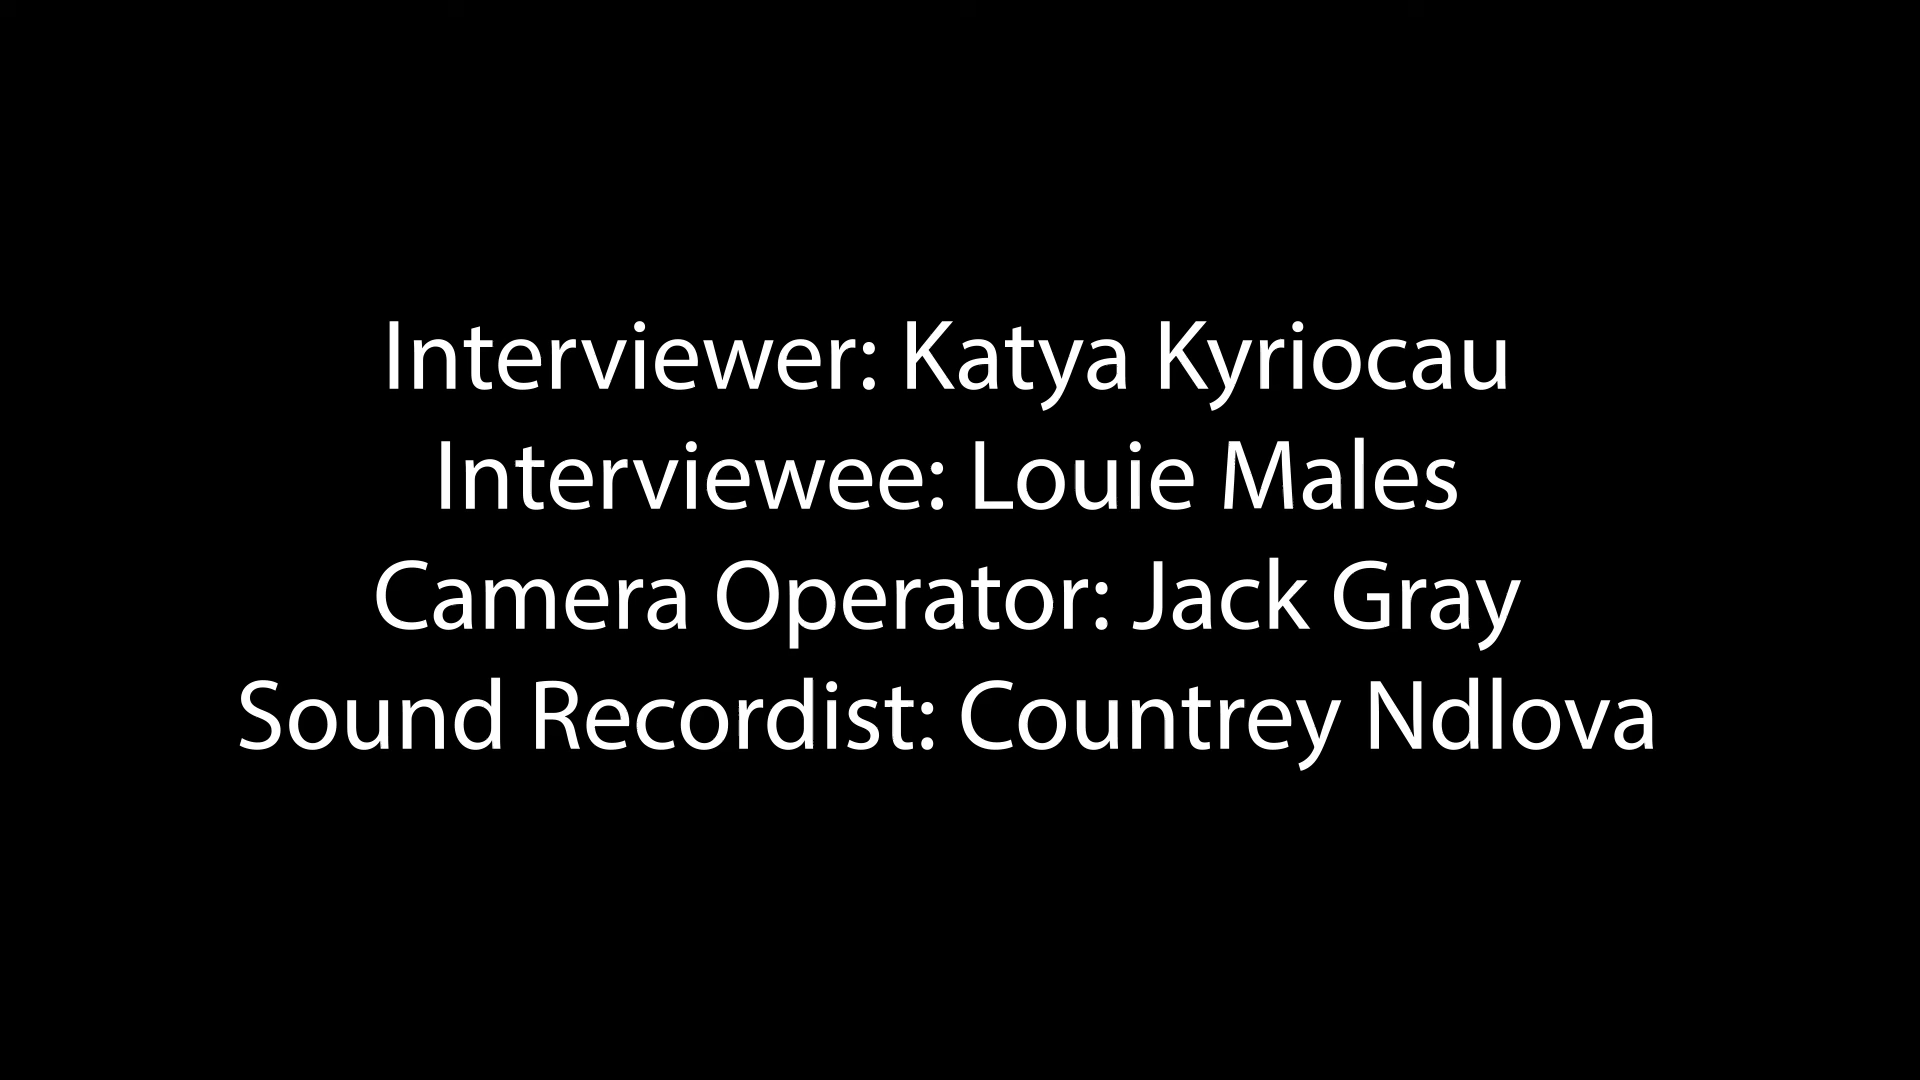 Interviewer: Katya Kyriocau
Interviewee: Louie Males
Camera Operator: Jack Gray
Sound Recordist: Countrey Ndlova